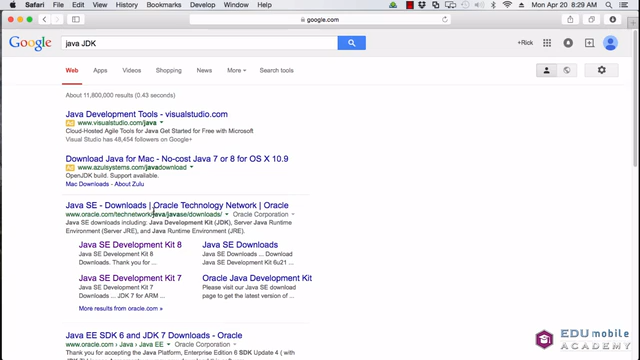 Safari File Edit View History Bookmarks Develop Window Help
Mon Apr 20 8:29 AM
google.com
Google java JDK +Rick
Web Apps Videos Shopping News More Search tools
About 11,800,000 results (0.43 seconds)
Java Development Tools - visualstudio.com
Ad www.visualstudio.com/java
Cloud-Hosted Agile Tools for Java Get Started for Free with Microsoft
Visual Studio has 48,454 followers on Google+
Download Java for Mac - No-cost Java 7 or 8 for OS X 10.9
Ad www.azulsystems.com/javadownload
OpenJDK build. Support available.
Mac Downloads - About Zulu
Java SE - Downloads | Oracle Technology Network | Oracle
www.oracle.com/technetwork/java/javase/downloads/ Oracle Corporation
Java SE downloads including: Java Development Kit (JDK), Server Java Runtime
Environment (Server JRE), and Java Runtime Environment (JRE).
Java SE Development Kit 8
Java SE Development Kit 8
Downloads. Thank you for ...
Java SE Downloads
Java SE Downloads ... Download
Java SE Development Kit 6u21 ...
Java SE Development Kit 7
Java SE Development Kit 7
Downloads ... JDK 7 for ARM ...
Oracle Java Development Kit
Please visit our Java SE download
page to get the latest version of ...
More results from oracle.com »
Java EE SDK 6 and JDK 7 Downloads - Oracle
www.oracle.com › Java › Java EE Oracle Corporation
Thank you for accepting the Java Platform, Enterprise Edition 6 SDK Update 4 ( with
EDU mobile
ACADEMY